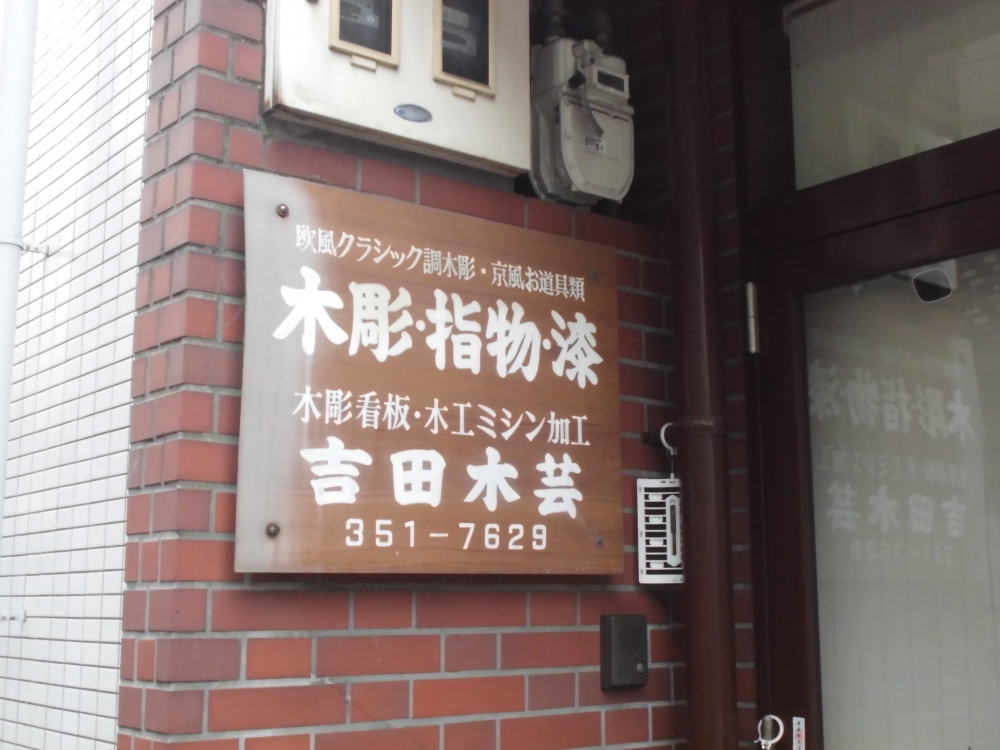 欧風クラシック調木彫・京風お道具類
木彫・指物・漆
木彫看板・木工ミシン加工
吉田木芸
351-7629